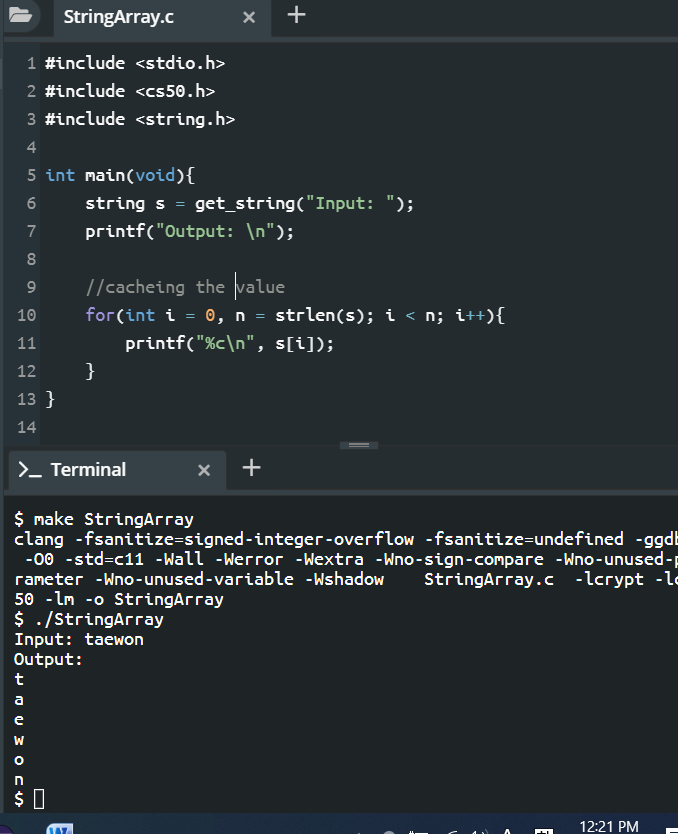 StringArray.c × +
1 #include <stdio.h>
2 #include <cs50.h>
3 #include <string.h>
4
5 int main(void){
6     string s = get_string("Input: ");
7     printf("Output: \n");
8
9     //cacheing the value
10     for(int i = 0, n = strlen(s); i < n; i++){
11         printf("%c\n", s[i]);
12     }
13 }
14
>_ Terminal × +
$ make StringArray
clang -fsanitize=signed-integer-overflow -fsanitize=undefined -ggdb
 -O0 -std=c11 -Wall -Werror -Wextra -Wno-sign-compare -Wno-unused-p
rameter -Wno-unused-variable -Wshadow    StringArray.c  -lcrypt -lc
50 -lm -o StringArray
$ ./StringArray
Input: taewon
Output:
t
a
e
w
o
n
$
12:21 PM